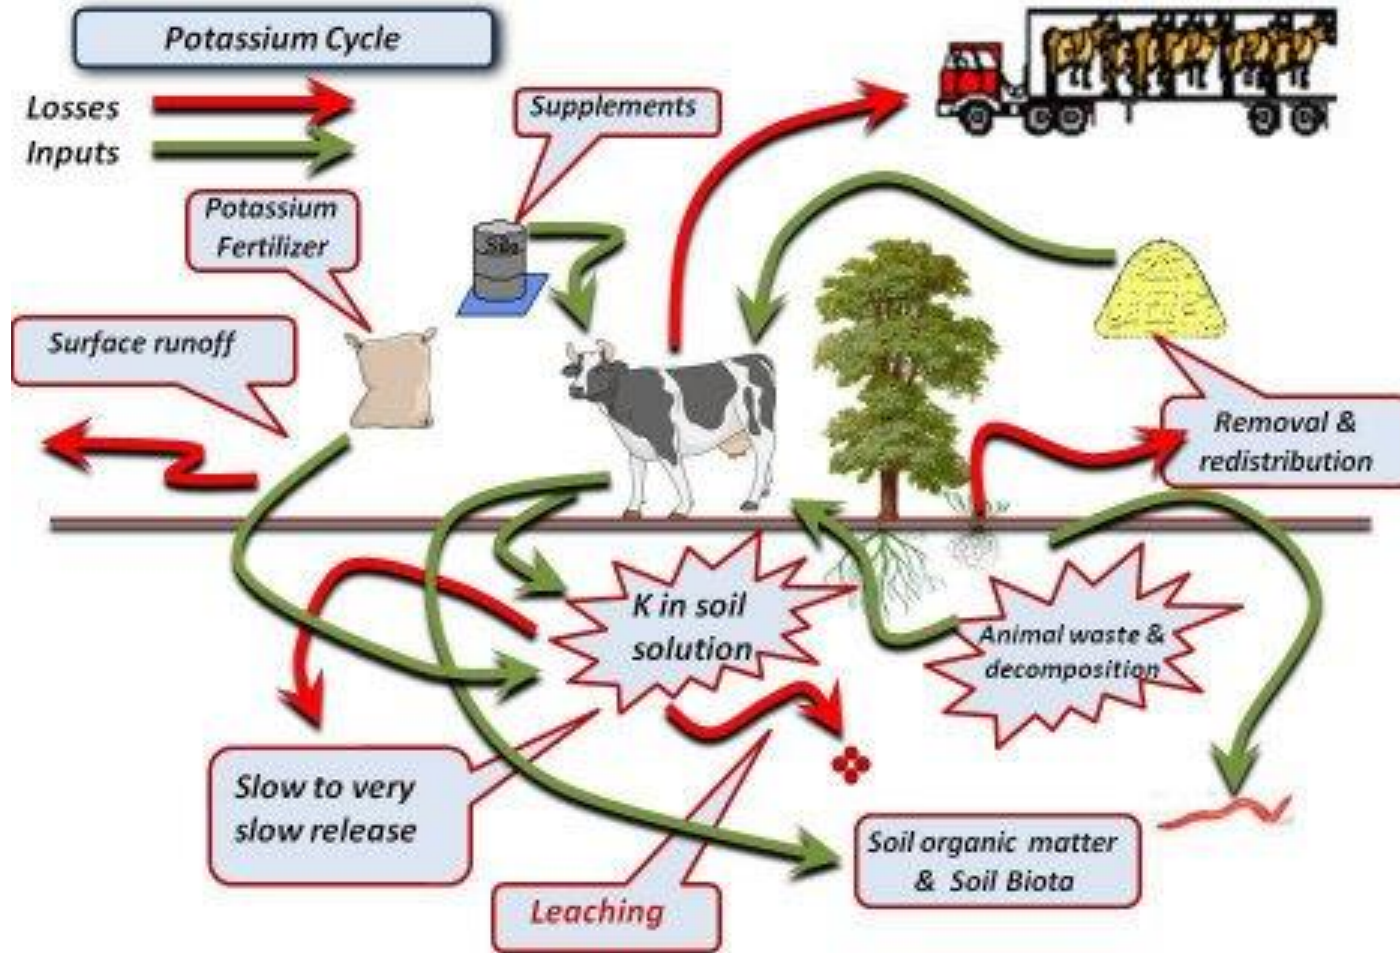 Potassium Cycle
Losses
Inputs
Supplements
Potassium
Fertilizer
Surface runoff
Removal &
redistribution
K in soil
solution
Animal waste &
decomposition
Slow to very
slow release
Soil organic matter
& Soil Biota
Leaching